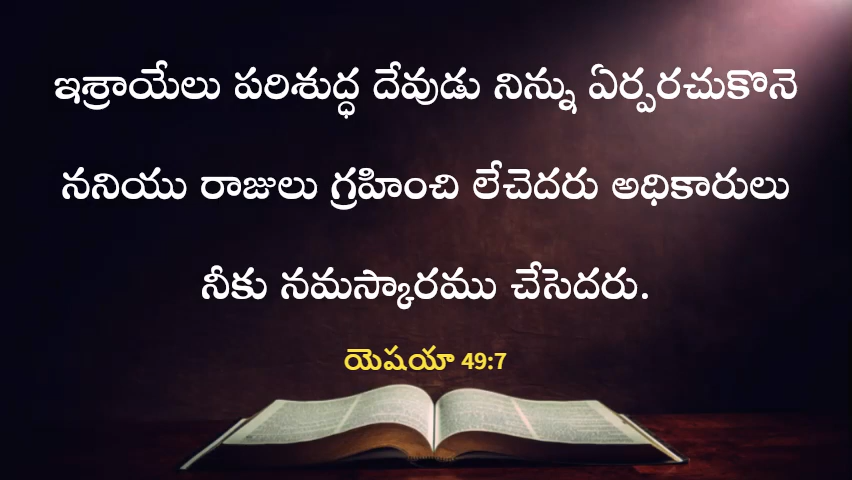 ఇశ్రాయేలు పరిశుద్ధ దేవుడు నిన్ను ఏర్పరచుకొనె
ననియు రాజులు గ్రహించి లేచెదరు అధికారులు
నీకు నమస్కారము చేసెదరు.
యెషయా 49:7